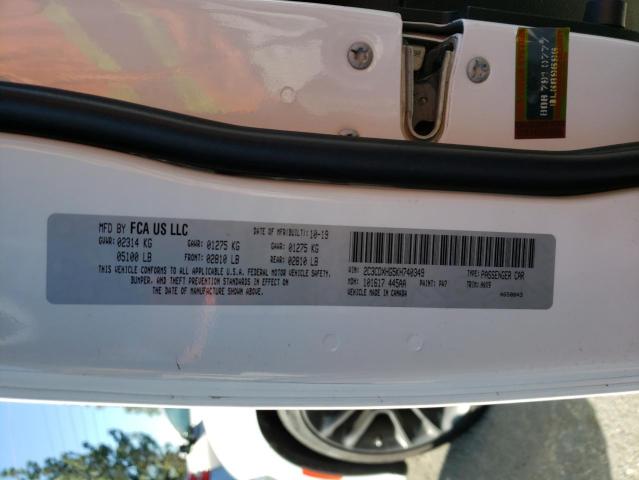 MFD BY FCA US LLC
DATE OF MFR(BUILT):10-19
GVWR: 02314 KG GAWR: 01275 KG GAWR: 01275 KG
05100 LB FRONT: 02810 LB REAR: 02810 LB
THIS VEHICLE CONFORMS TO ALL APPLICABLE U.S.A. FEDERAL MOTOR VEHICLE SAFETY,
BUMPER, AND THEFT PREVENTION STANDARDS IN EFFECT ON
THE DATE OF MANUFACTURE SHOWN ABOVE.
VIN: 2C3CDXHG5KH740349 TYPE: PASSENGER CAR
MDH: 101617 445AA PAINT: PW7 TRIM:
VEHICLE MADE IN CANADA